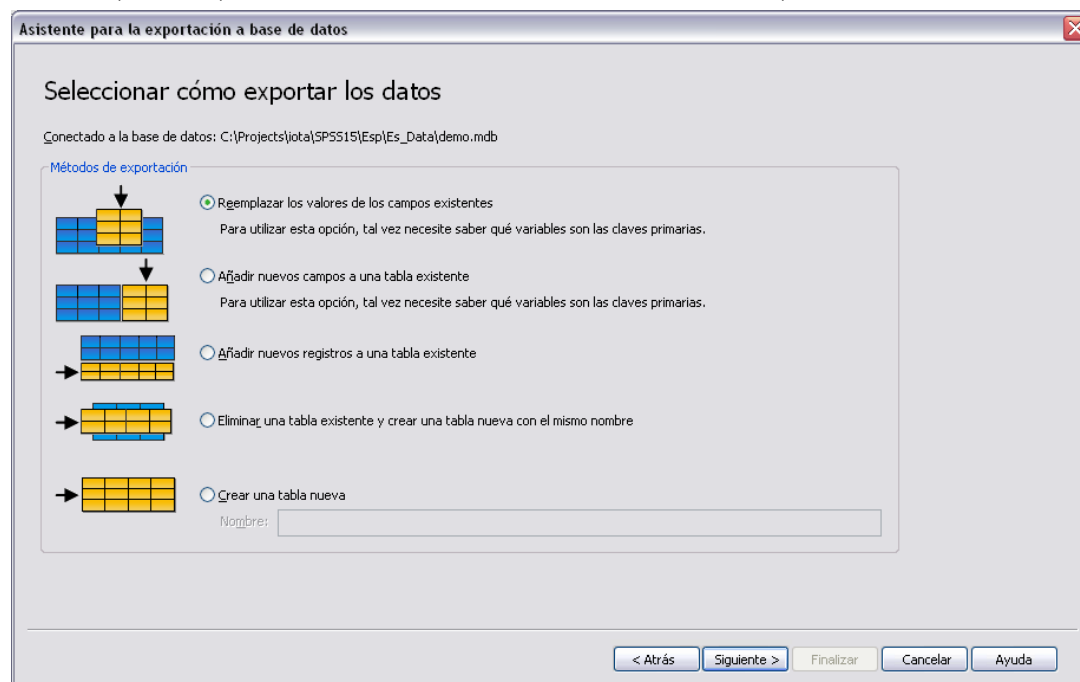 Asistente para la exportación a base de datos
Seleccionar cómo exportar los datos
Conectado a la base de datos: C:\Projects\iota\SPSS15\Esp\Es_Data\demo.mdb
Métodos de exportación
Reemplazar los valores de los campos existentes
Para utilizar esta opción, tal vez necesite saber qué variables son las claves primarias.
Añadir nuevos campos a una tabla existente
Para utilizar esta opción, tal vez necesite saber qué variables son las claves primarias.
Añadir nuevos registros a una tabla existente
Eliminar una tabla existente y crear una tabla nueva con el mismo nombre
Crear una tabla nueva
Nombre:
< Atrás Siguiente > Finalizar Cancelar Ayuda